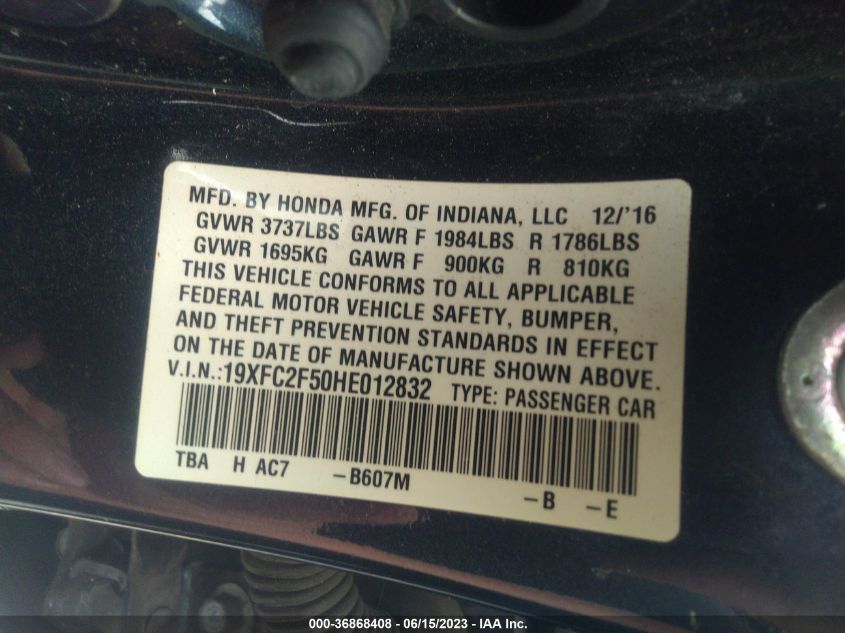 MFD. BY HONDA MFG. OF INDIANA, LLC 12/'16
GVWR 3737LBS GAWR F 1984LBS R 1786LBS
GVWR 1695KG GAWR F 900KG R 810KG
THIS VEHICLE CONFORMS TO ALL APPLICABLE
FEDERAL MOTOR VEHICLE SAFETY, BUMPER,
AND THEFT PREVENTION STANDARDS IN EFFECT
ON THE DATE OF MANUFACTURE SHOWN ABOVE.
V.I.N.:19XFC2F50HE012832 TYPE: PASSENGER CAR
TBA H AC7 -B607M -B -E
000-36868408 - 06/15/2023 - IAA, Inc.